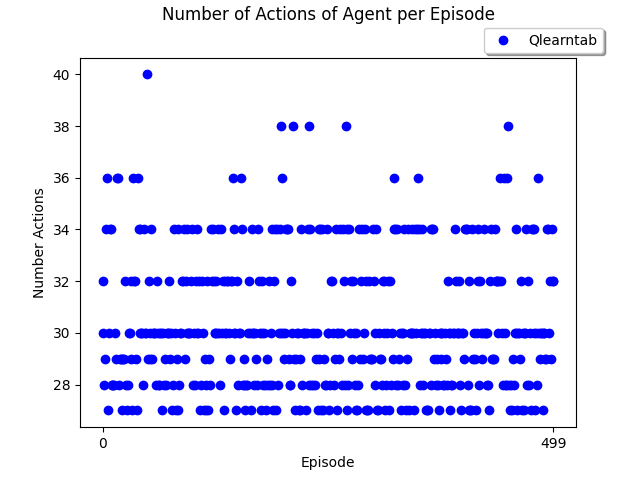 Number of Actions of Agent per Episode
Qlearntab
40
38
36
34
32
30
28
Number Actions
0
499
Episode